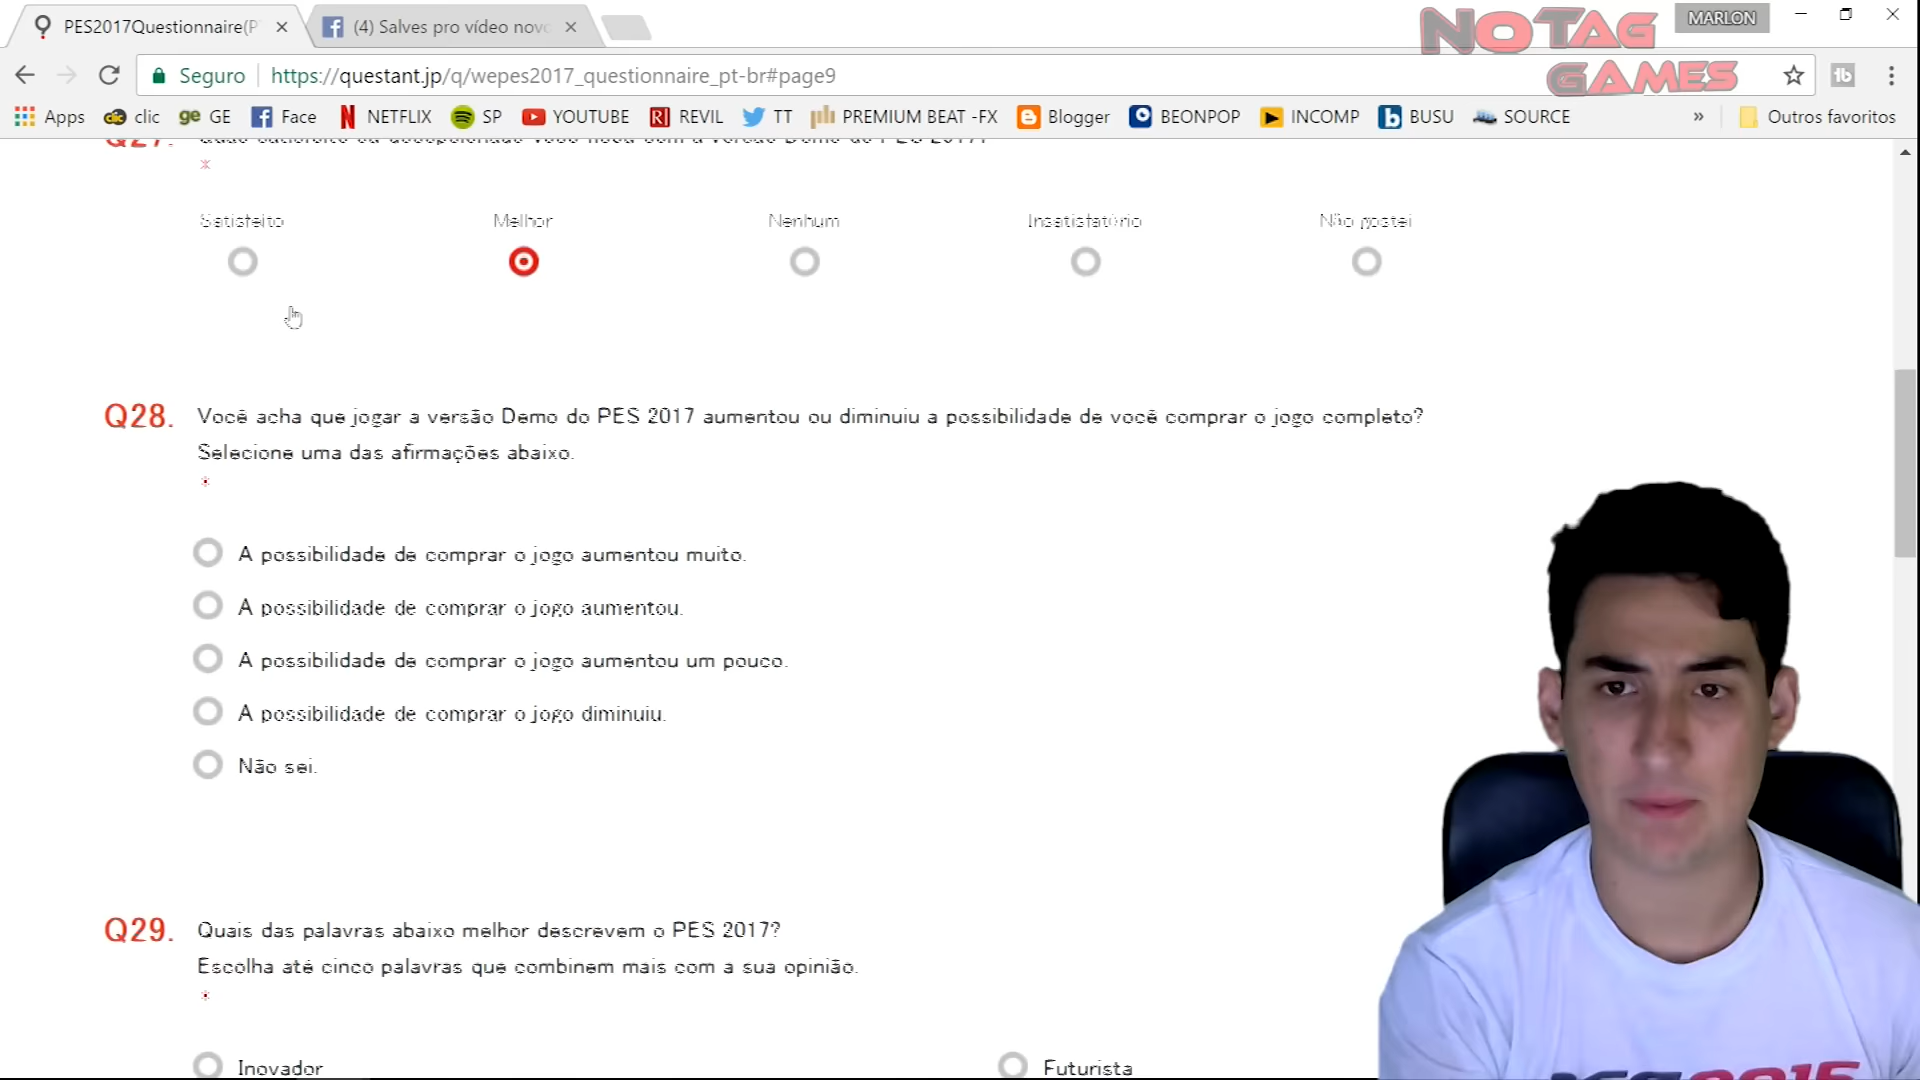 PES2017Questionnaire(P
(4) Salves pro vídeo novo
NoTAG
GAMES
MARLON
Seguro
https://questant.jp/q/wepes2017_questionnaire_pt-br#page9
Apps
clic
ge GE
Face
NETFLIX
SP
YOUTUBE
REVIL
TT
PREMIUM BEAT -FX
Blogger
BEONPOP
INCOMP
BUSU
SOURCE
»
Outros favoritos
Q27.
*
Satisfeito
Melhor
Nenhum
Insatisfatório
Não gostei
Q28. Você acha que jogar a versão Demo do PES 2017 aumentou ou diminuiu a possibilidade de você comprar o jogo completo?
Selecione uma das afirmações abaixo.
*
A possibilidade de comprar o jogo aumentou muito.
A possibilidade de comprar o jogo aumentou.
A possibilidade de comprar o jogo aumentou um pouco.
A possibilidade de comprar o jogo diminuiu.
Não sei.
Q29. Quais das palavras abaixo melhor descrevem o PES 2017?
Escolha até cinco palavras que combinem mais com a sua opinião.
*
Inovador
Futurista